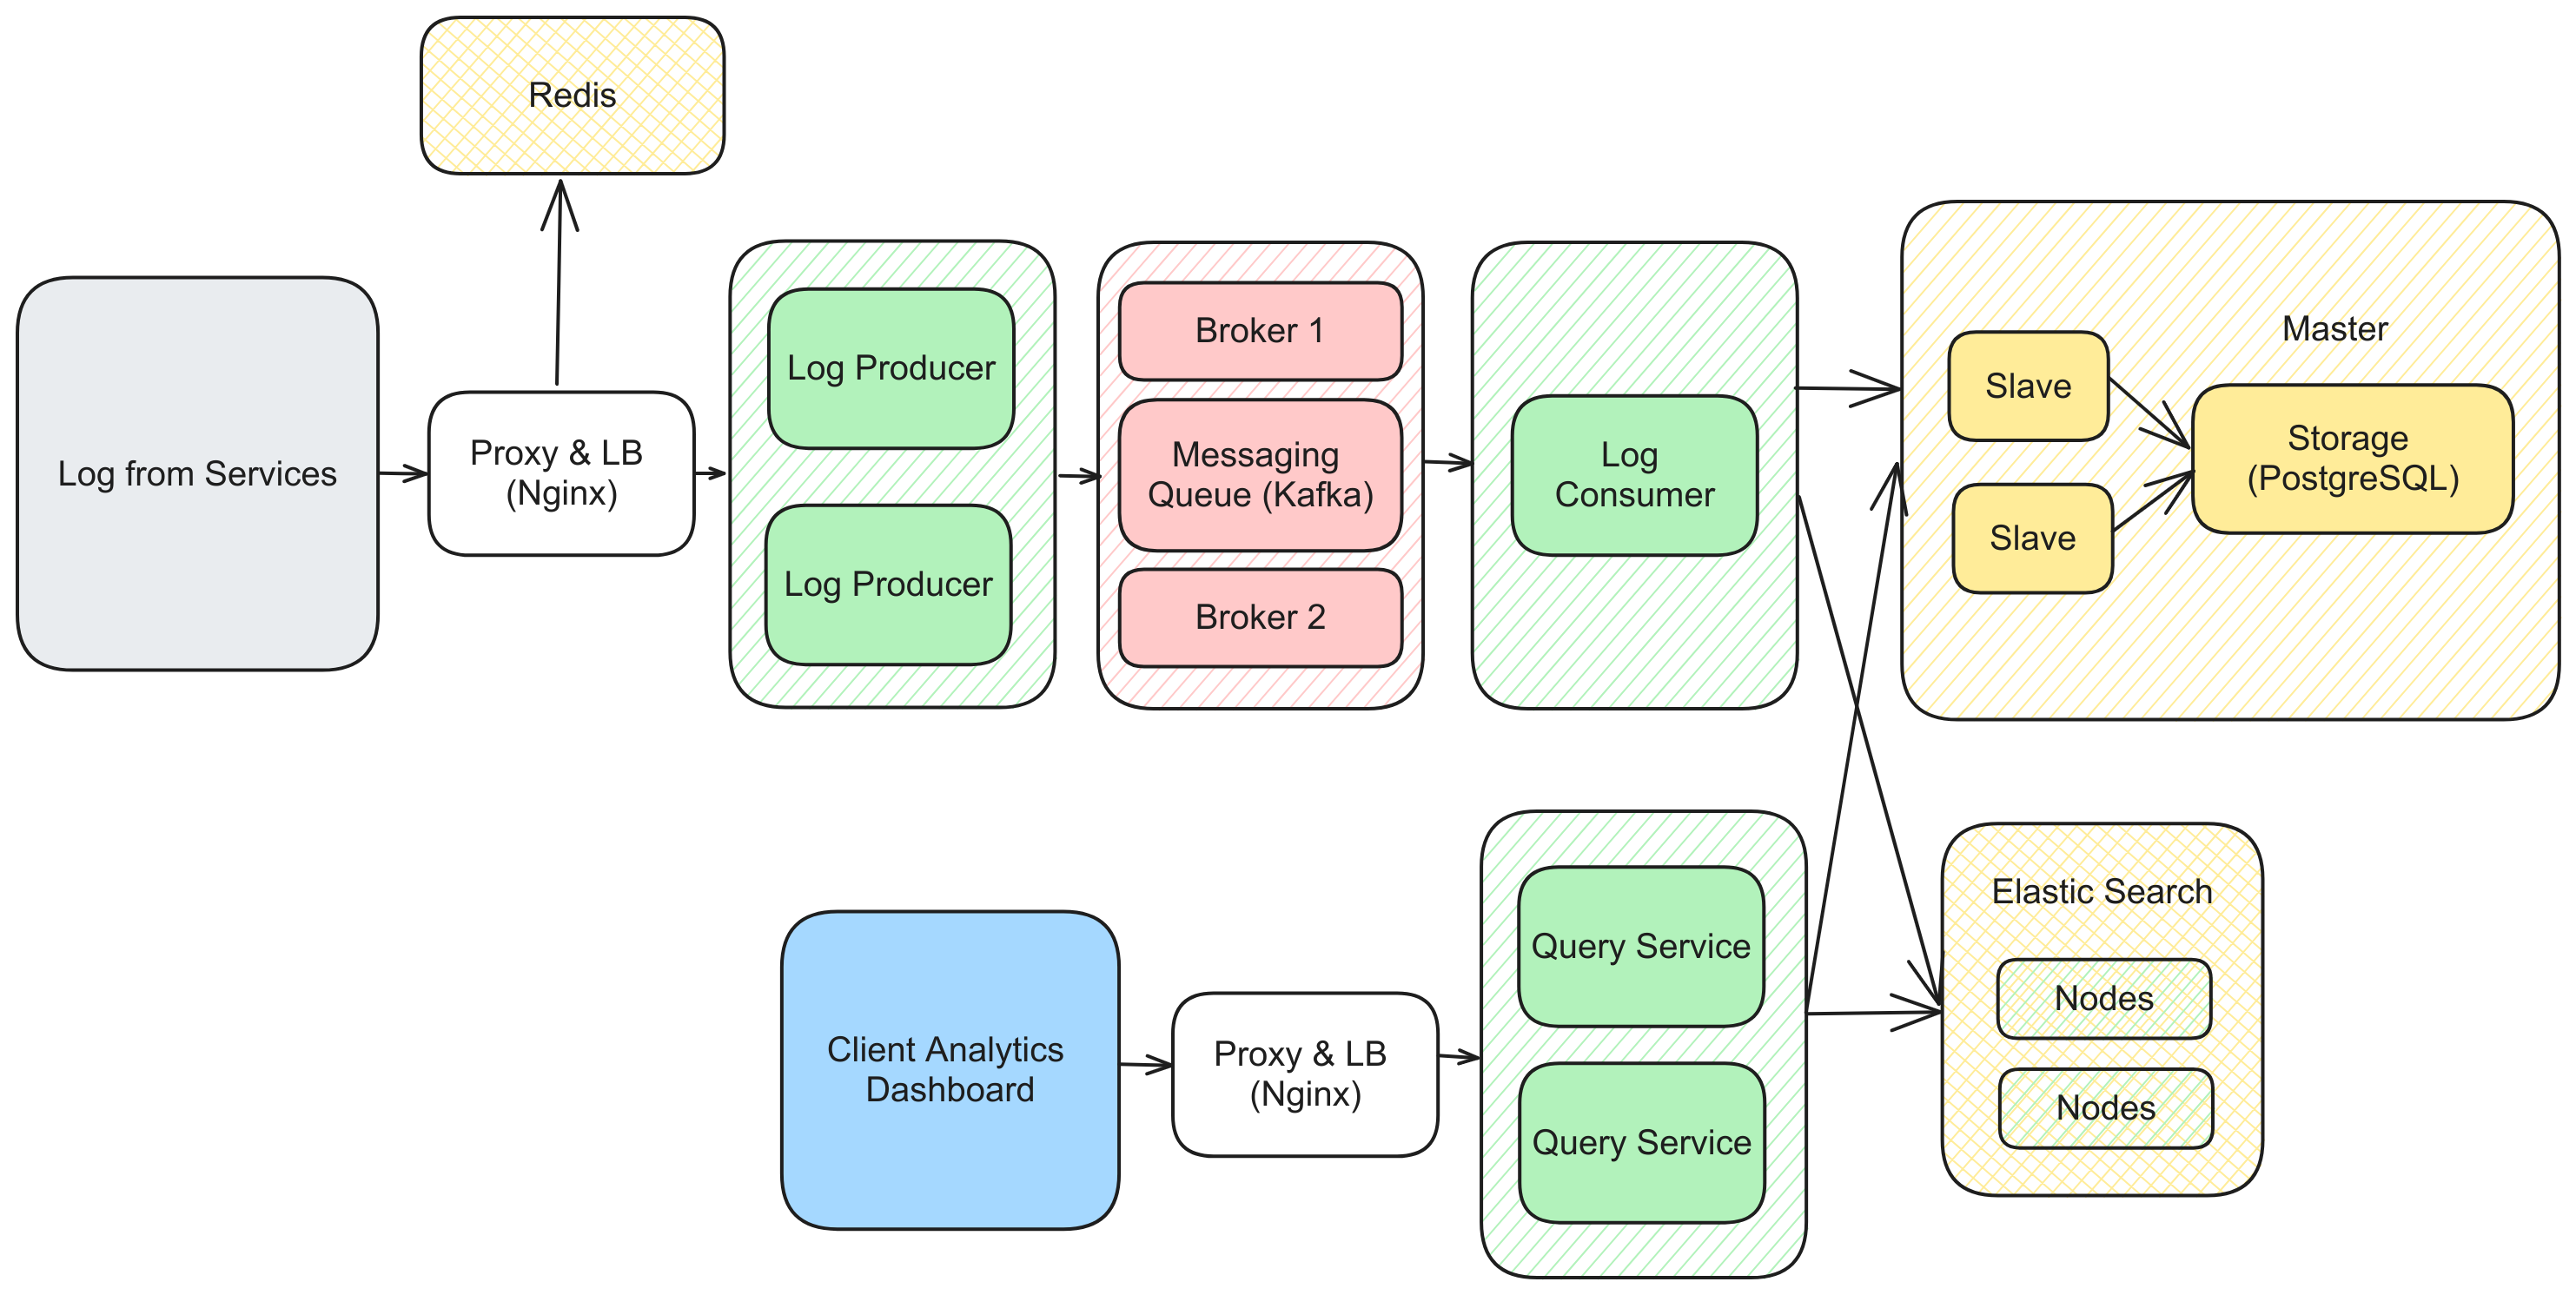 Redis
Log from Services
Proxy & LB
(Nginx)
Log Producer
Log Producer
Broker 1
Messaging
Queue (Kafka)
Broker 2
Log
Consumer
Master
Slave
Slave
Storage
(PostgreSQL)
Client Analytics
Dashboard
Proxy & LB
(Nginx)
Query Service
Query Service
Elastic Search
Nodes
Nodes